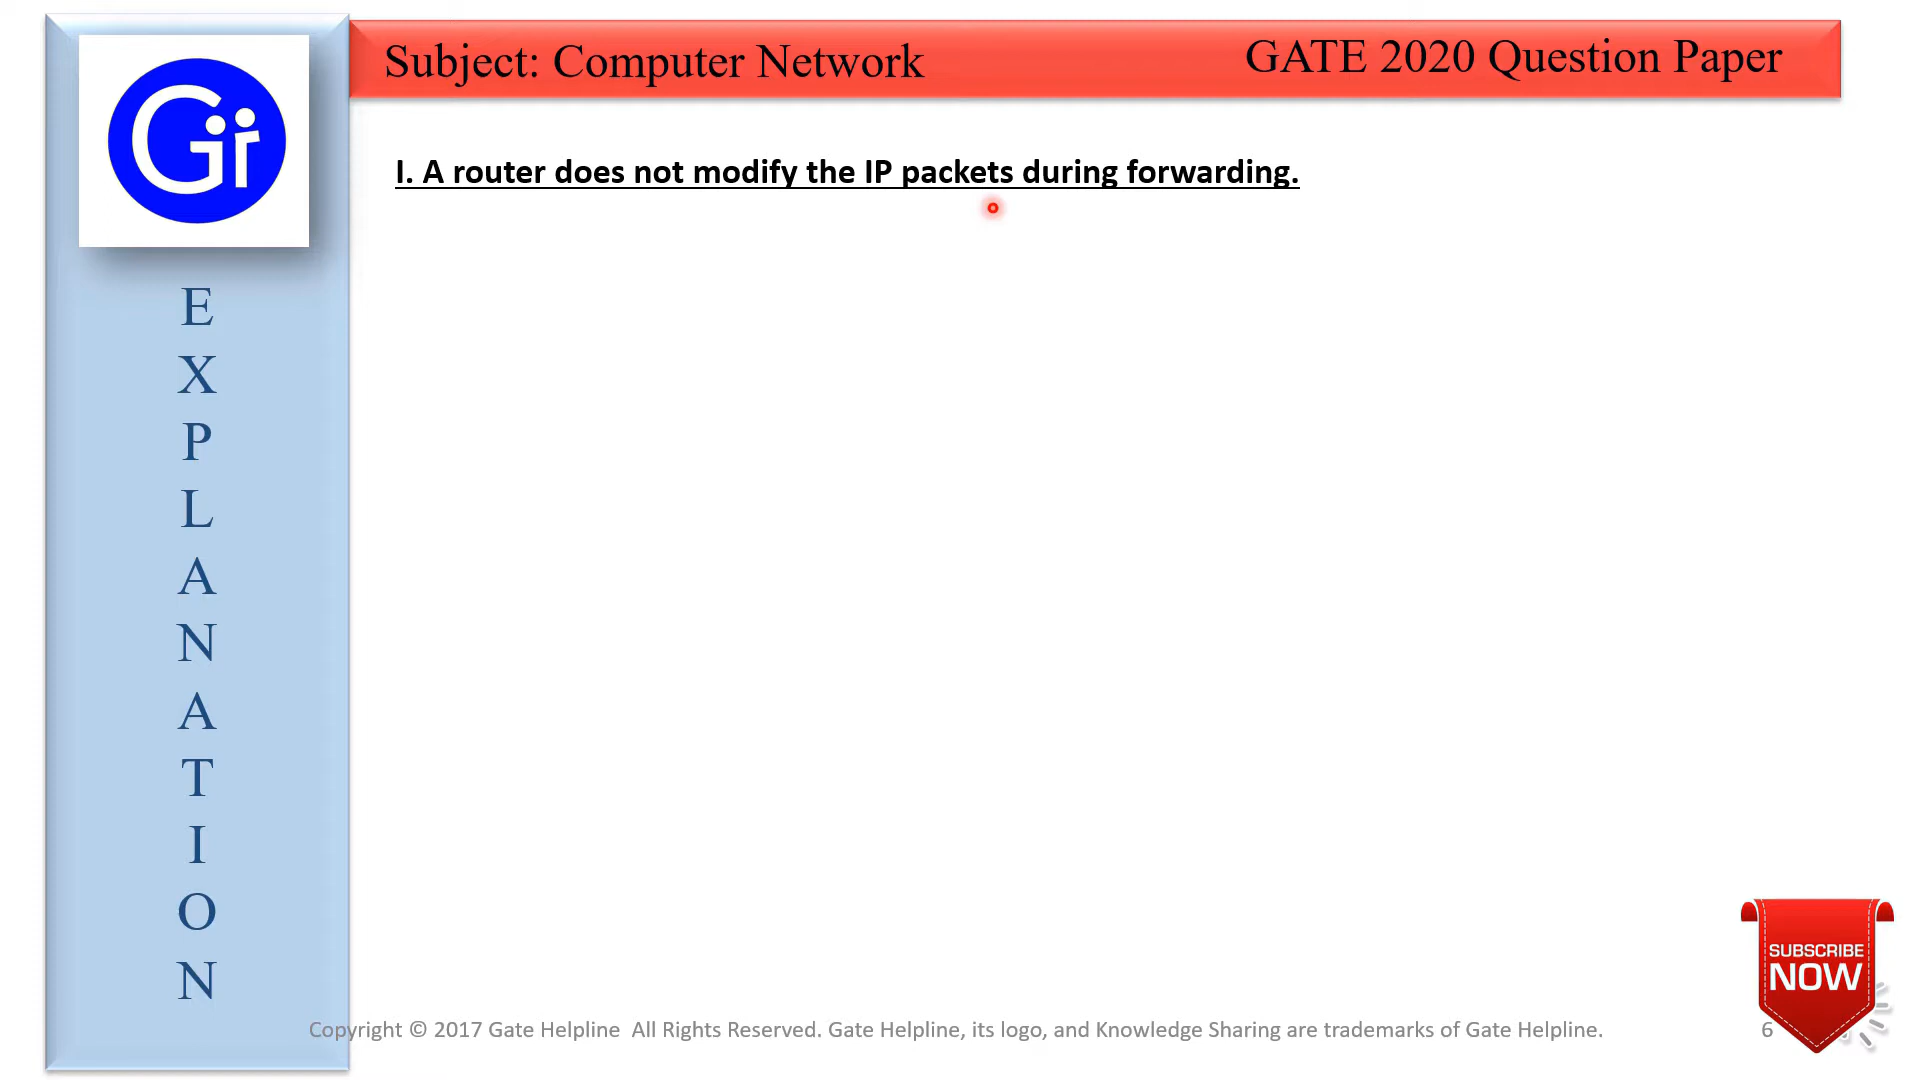 Subject: Computer Network
GATE 2020 Question Paper
Gr
I. A router does not modify the IP packets during forwarding.
E
X
P
L
A
N
A
T
I
O
N
SUBSCRIBE
NOW
Copyright © 2017 Gate Helpline All Rights Reserved. Gate Helpline, its logo, and Knowledge Sharing are trademarks of Gate Helpline.
6